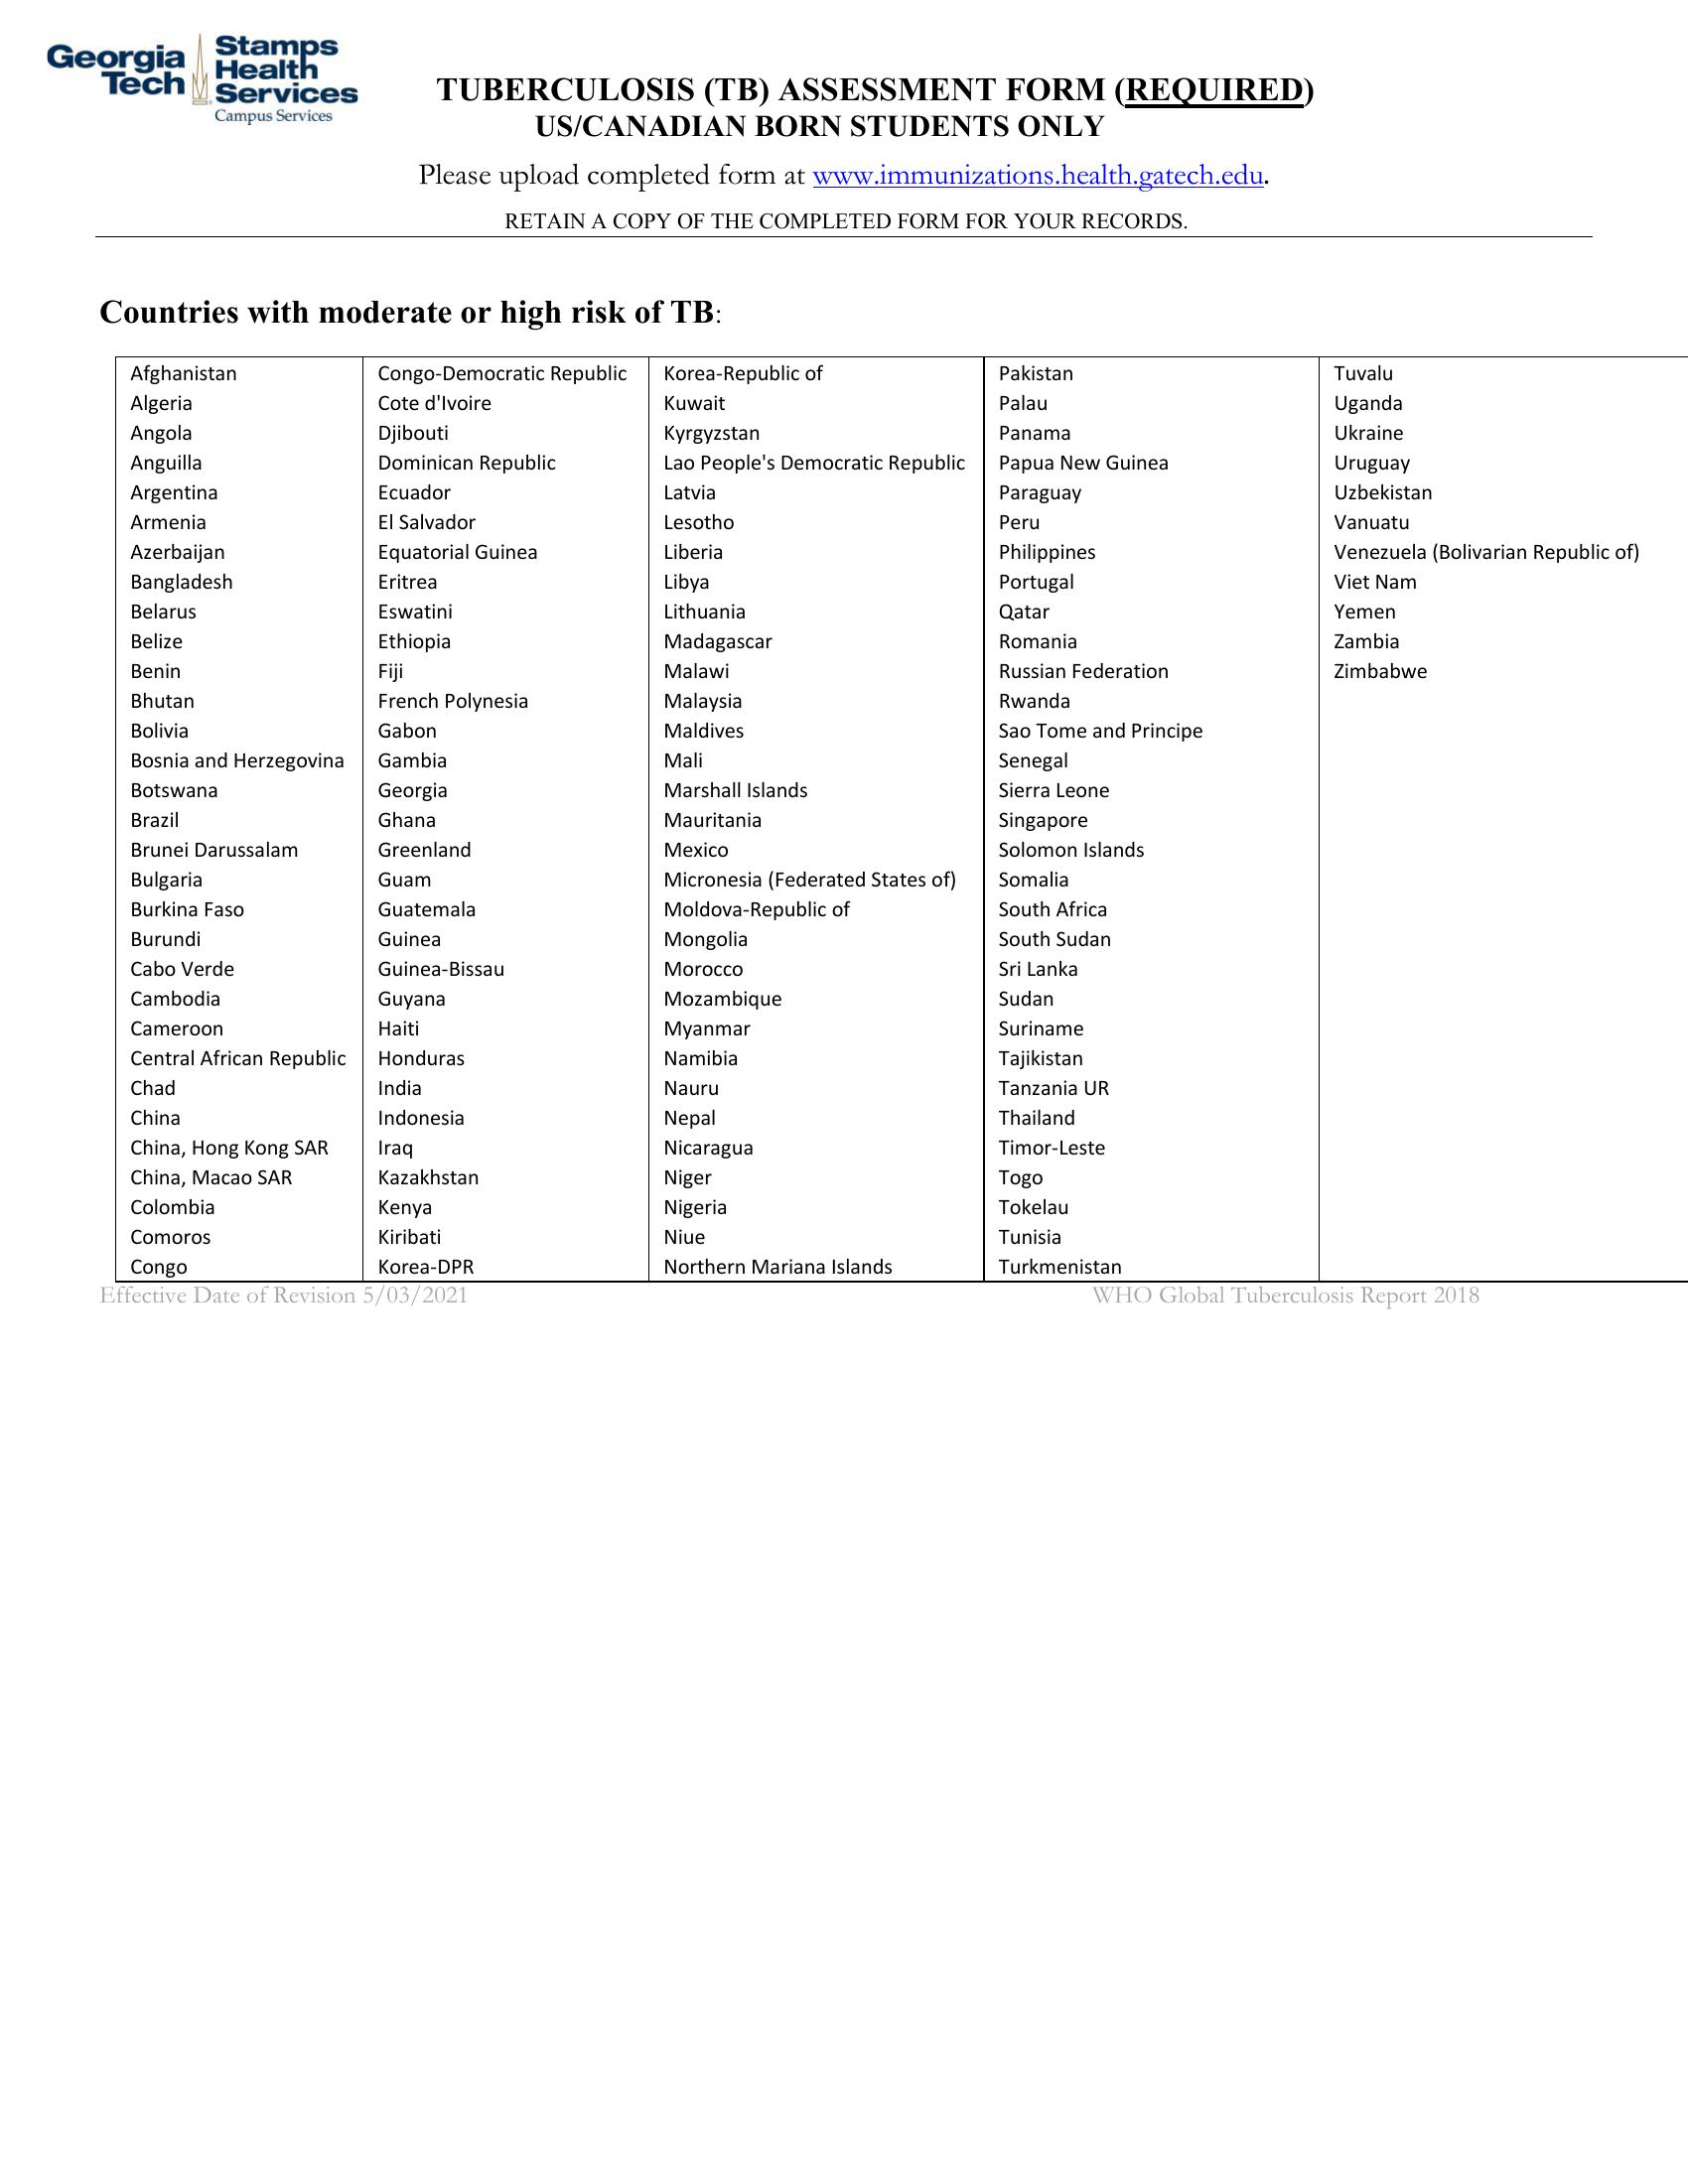 Georgia
Tech
Stamps
Health
Services
Campus Services
TUBERCULOSIS (TB) ASSESSMENT FORM (REQUIRED)
US/CANADIAN BORN STUDENTS ONLY
Please upload completed form at www.immunizations.health.gatech.edu.
RETAIN A COPY OF THE COMPLETED FORM FOR YOUR RECORDS.
Countries with moderate or high risk of TB:
Afghanistan
Algeria
Angola
Anguilla
Argentina
Armenia
Azerbaijan
Bangladesh
Belarus
Belize
Benin
Bhutan
Bolivia
Bosnia and Herzegovina
Botswana
Brazil
Brunei Darussalam
Bulgaria
Burkina Faso
Burundi
Cabo Verde
Cambodia
Cameroon
Central African Republic
Chad
China
China, Hong Kong SAR
China, Macao SAR
Colombia
Comoros
Congo
Congo-Democratic Republic
Cote d'Ivoire
Djibouti
Dominican Republic
Ecuador
El Salvador
Equatorial Guinea
Eritrea
Eswatini
Ethiopia
Fiji
French Polynesia
Gabon
Gambia
Georgia
Ghana
Greenland
Guam
Guatemala
Guinea
Guinea-Bissau
Guyana
Haiti
Honduras
India
Indonesia
Iraq
Kazakhstan
Kenya
Kiribati
Korea-DPR
Korea-Republic of
Kuwait
Kyrgyzstan
Lao People's Democratic Republic
Latvia
Lesotho
Liberia
Libya
Lithuania
Madagascar
Malawi
Malaysia
Maldives
Mali
Marshall Islands
Mauritania
Mexico
Micronesia (Federated States of)
Moldova-Republic of
Mongolia
Morocco
Mozambique
Myanmar
Namibia
Nauru
Nepal
Nicaragua
Niger
Nigeria
Niue
Northern Mariana Islands
Pakistan
Palau
Panama
Papua New Guinea
Paraguay
Peru
Philippines
Portugal
Qatar
Romania
Russian Federation
Rwanda
Sao Tome and Principe
Senegal
Sierra Leone
Singapore
Solomon Islands
Somalia
South Africa
South Sudan
Sri Lanka
Sudan
Suriname
Tajikistan
Tanzania UR
Thailand
Timor-Leste
Togo
Tokelau
Tunisia
Turkmenistan
Tuvalu
Uganda
Ukraine
Uruguay
Uzbekistan
Vanuatu
Venezuela (Bolivarian Republic of)
Viet Nam
Yemen
Zambia
Zimbabwe
Effective Date of Revision 5/03/2021
WHO Global Tuberculosis Report 2018